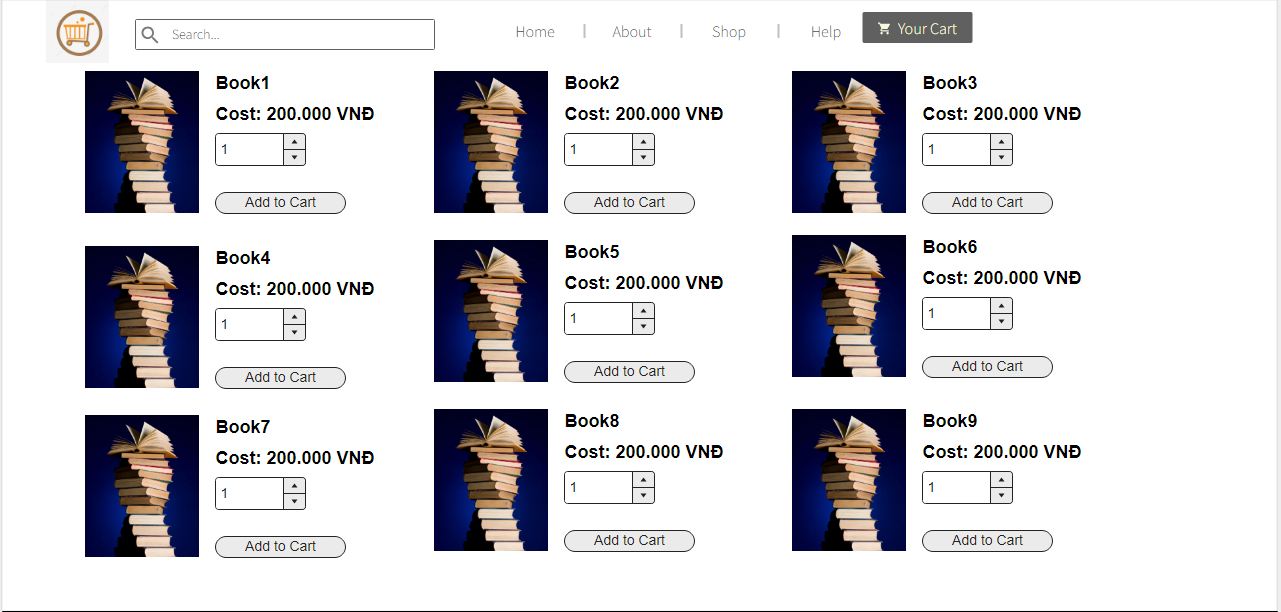 Search...
Home | About | Shop | Help
Your Cart
Book1
Cost: 200.000 VNĐ
1
Add to Cart
Book2
Cost: 200.000 VNĐ
1
Add to Cart
Book3
Cost: 200.000 VNĐ
1
Add to Cart
Book4
Cost: 200.000 VNĐ
1
Add to Cart
Book5
Cost: 200.000 VNĐ
1
Add to Cart
Book6
Cost: 200.000 VNĐ
1
Add to Cart
Book7
Cost: 200.000 VNĐ
1
Add to Cart
Book8
Cost: 200.000 VNĐ
1
Add to Cart
Book9
Cost: 200.000 VNĐ
1
Add to Cart